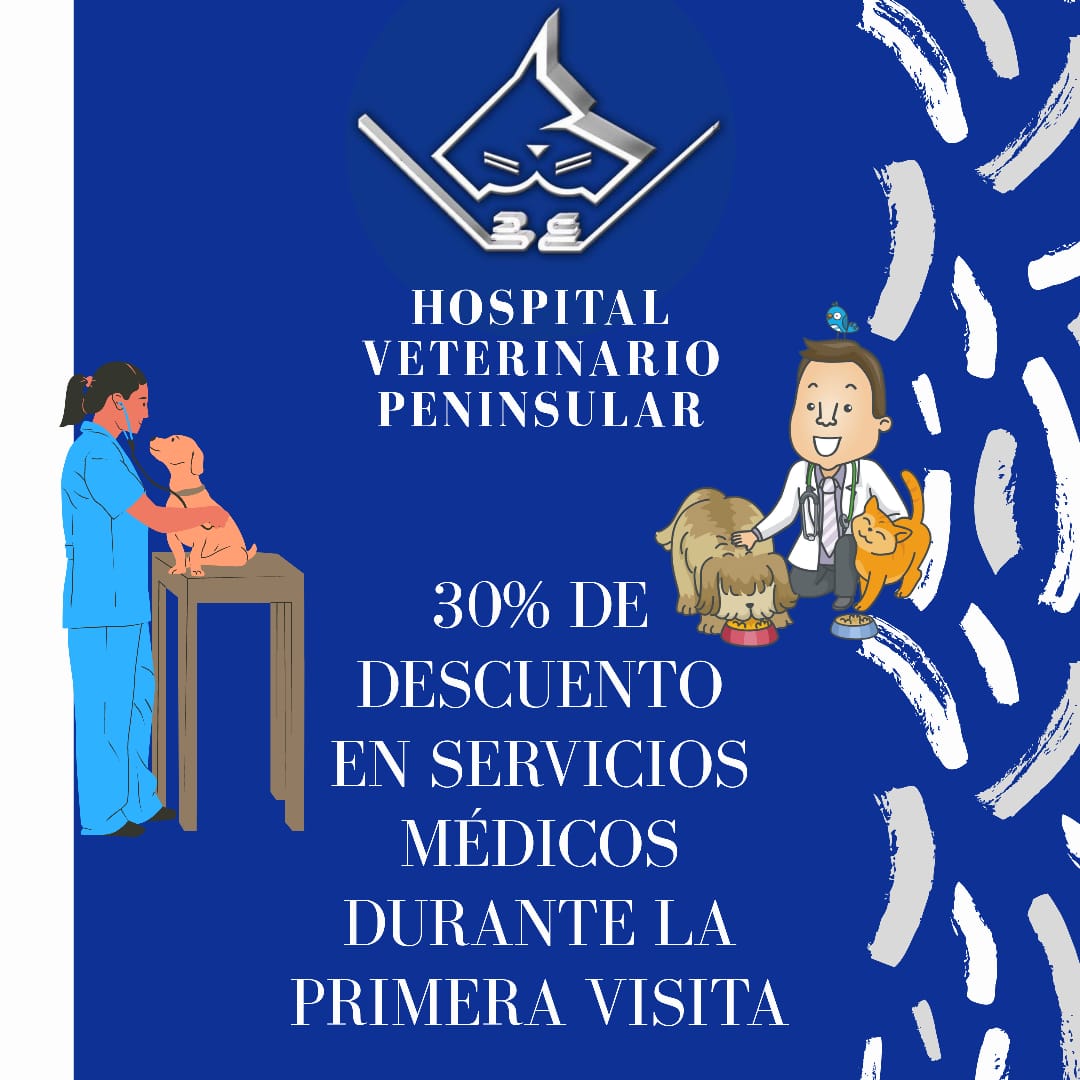 HOSPITAL
VETERINARIO
PENINSULAR
30% DE
DESCUENTO
EN SERVICIOS
MÉDICOS
DURANTE LA
PRIMERA VISITA